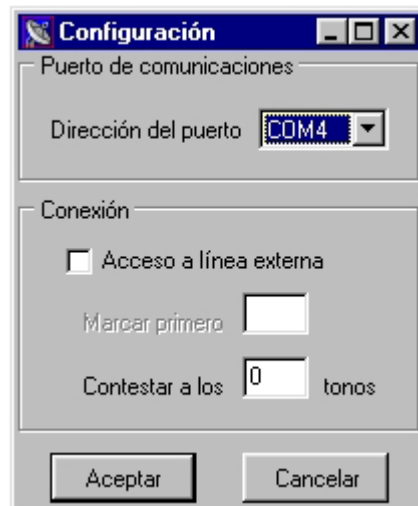 Configuración
Puerto de comunicaciones
Dirección del puerto COM4
Conexión
Acceso a línea externa
Marcar primero
Contestar a los 0 tonos
Aceptar Cancelar